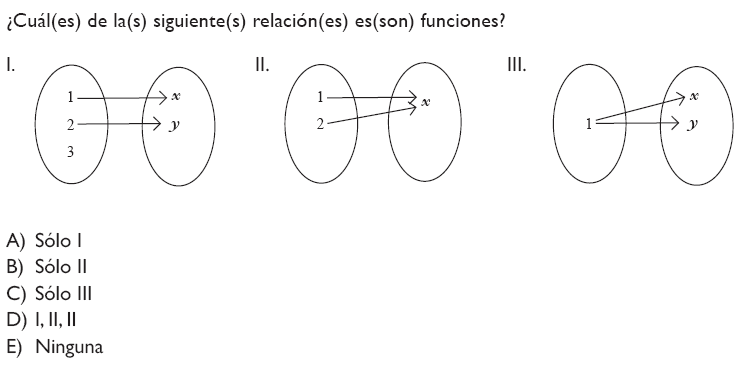 ¿Cuál(es) de la(s) siguiente(s) relación(es) es(son) funciones?
I. II. III.
1 x 1 x x
2 y 2 1 y
3
A) Sólo I
B) Sólo II
C) Sólo III
D) I, II, II
E) Ninguna